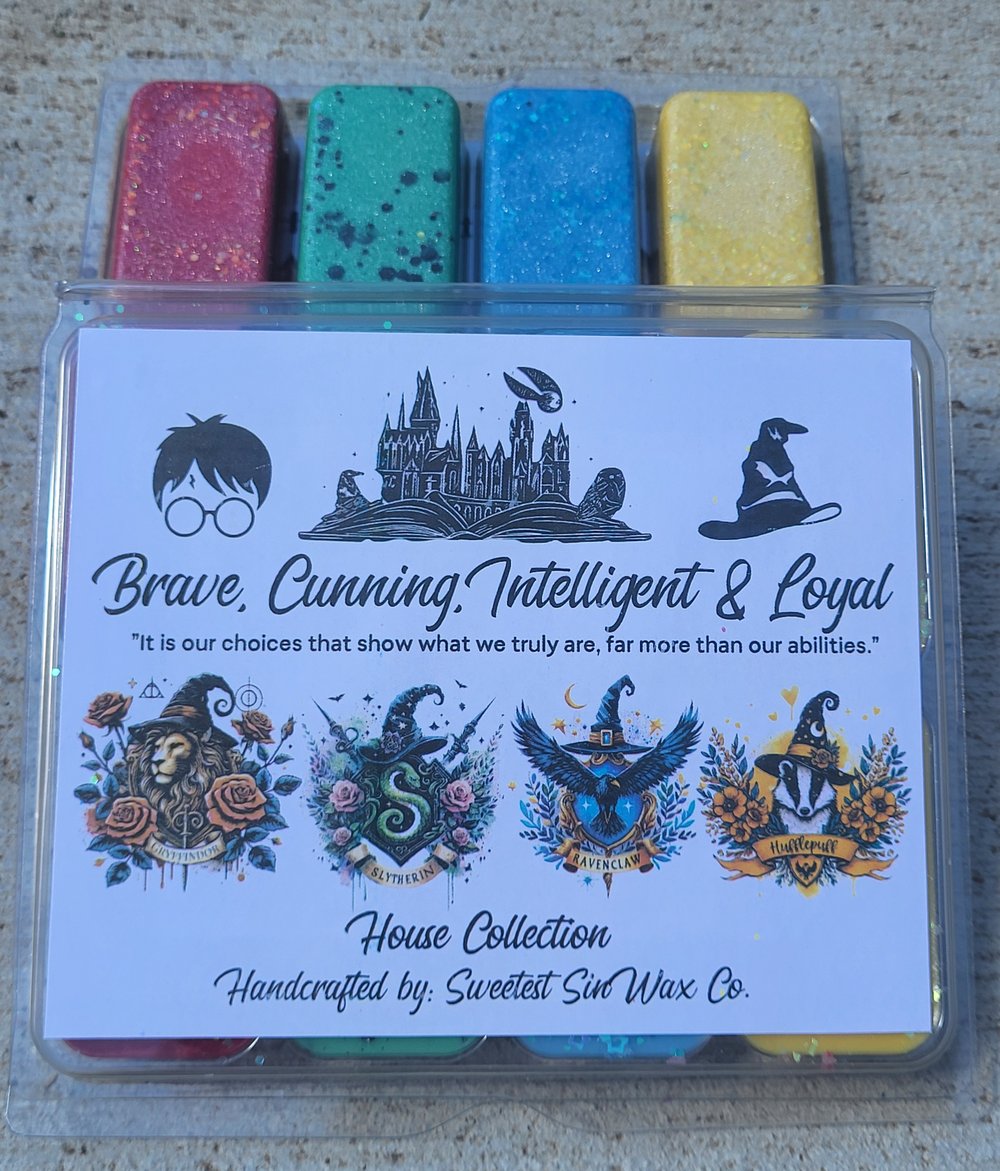 Brave, Cunning, Intelligent & Loyal
"It is our choices that show what we truly are, far more than our abilities."
GRYFFINDOR
S
SLYTHERIN
RAVENCLAW
Hufflepuff
House Collection
Handcrafted by: Sweetest Sin Wax Co.